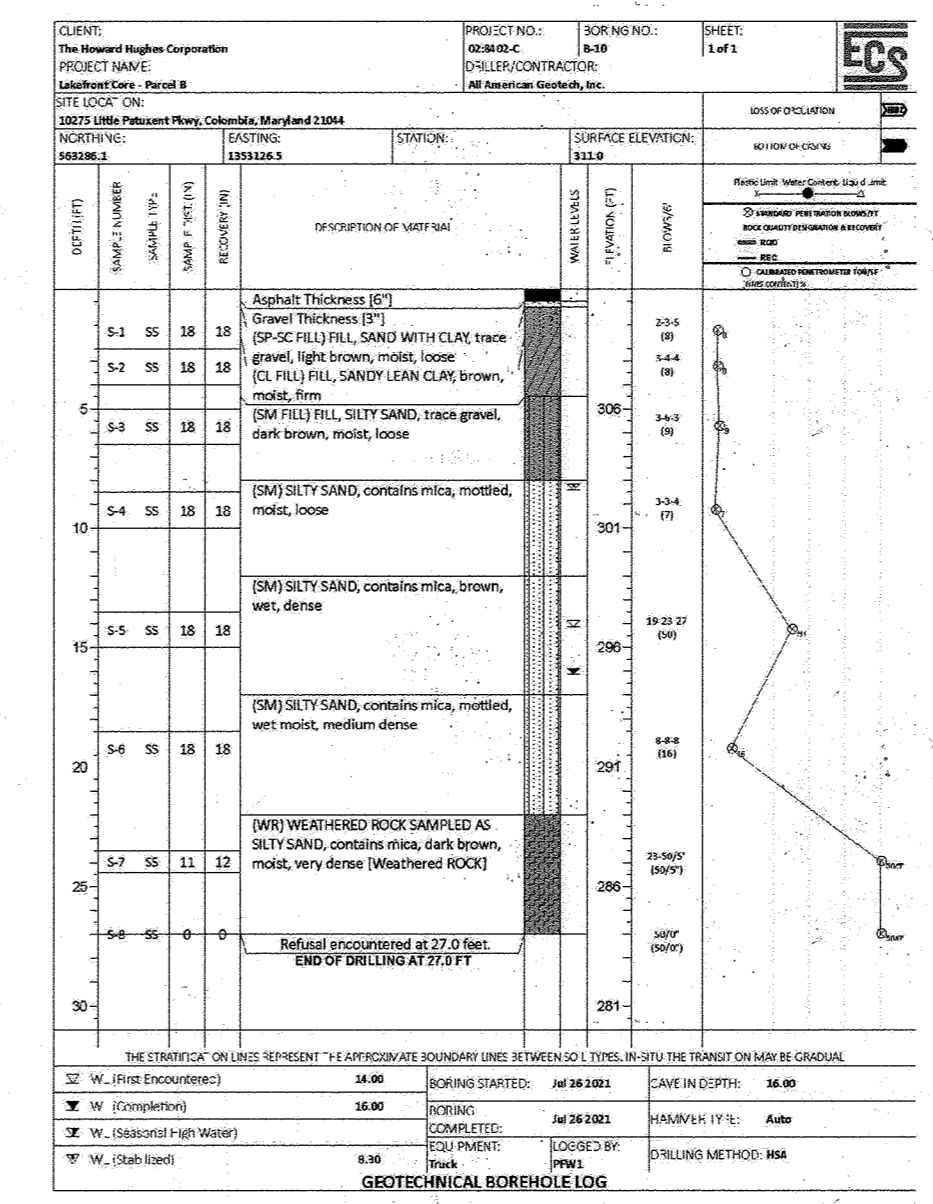 CLIENT:
The Howard Hughes Corporation
PROJECT NO.:
02:8402-C
BORING NO.:
B-10
SHEET:
1 of 1
ECS
PROJECT NAME:
Lakefront Core - Parcel B
DRILLER/CONTRACTOR:
All American Geotech, Inc.
SITE LOCATION:
10275 Little Patuxent Pkwy, Colombia, Maryland 21044
LOSS OF CIRCULATION
NORTHING:
563286.1
EASTING:
1353126.5
STATION:
SURFACE ELEVATION:
311.0
BOTTOM OF CASING
DEPTH (FT)
SAMPLE NUMBER
SAMPLE TYPE
SAMPLE DIST. (IN)
RECOVERY (IN)
DESCRIPTION OF MATERIAL
WATER LEVELS
ELEVATION (FT)
BLOWS/6"
Plastic Limit Water Content Liquid Limit
STANDARD PENETRATION BLOWS/FT
ROCK QUALITY DESIGNATION & RECOVERY
RQD
REC
CALIBRATED PENETROMETER TON/SF
[FINES CONTENT] %
Asphalt Thickness [6"]
Gravel Thickness [3"]
S-1 SS 18 18
(SP-SC FILL) FILL, SAND WITH CLAY, trace
gravel, light brown, moist, loose
2-3-5
(8)
8
S-2 SS 18 18
(CL FILL) FILL, SANDY LEAN CLAY, brown,
moist, firm
(8)
8
5
306
S-3 SS 18 18
(SM FILL) FILL, SILTY SAND, trace gravel,
dark brown, moist, loose
3-6-3
(9)
9
S-4 SS 18 18
(SM) SILTY SAND, contains mica, mottled,
moist, loose
3-3-4
(7)
7
10
301
(SM) SILTY SAND, contains mica, brown,
wet, dense
S-5 SS 18 18
19 23 27
(50)
15
296
(SM) SILTY SAND, contains mica, mottled,
wet moist, medium dense
S-6 SS 18 18
8-8-8
(16)
16
20
291
(WR) WEATHERED ROCK SAMPLED AS
SILTY SAND, contains mica, dark brown,
moist, very dense [Weathered ROCK]
S-7 SS 11 12
23-50/5"
(50/5")
25
286
S-8 SS 0 0
50/0"
(50/0")
Refusal encountered at 27.0 feet.
END OF DRILLING AT 27.0 FT
30
281
THE STRATIFICATION LINES REPRESENT THE APPROXIMATE BOUNDARY LINES BETWEEN SOIL TYPES. IN-SITU THE TRANSITION MAY BE GRADUAL
WL (First Encountered) 14.00
BORING STARTED: Jul 26 2021
CAVE IN DEPTH: 16.00
WL (Completion) 16.00
BORING
COMPLETED: Jul 26 2021
HAMMER TYPE: Auto
WL (Seasonal High Water)
EQUIPMENT:
Truck
LOGGED BY:
PFW1
DRILLING METHOD: HSA
WL (Stabilized) 8.30
GEOTECHNICAL BOREHOLE LOG